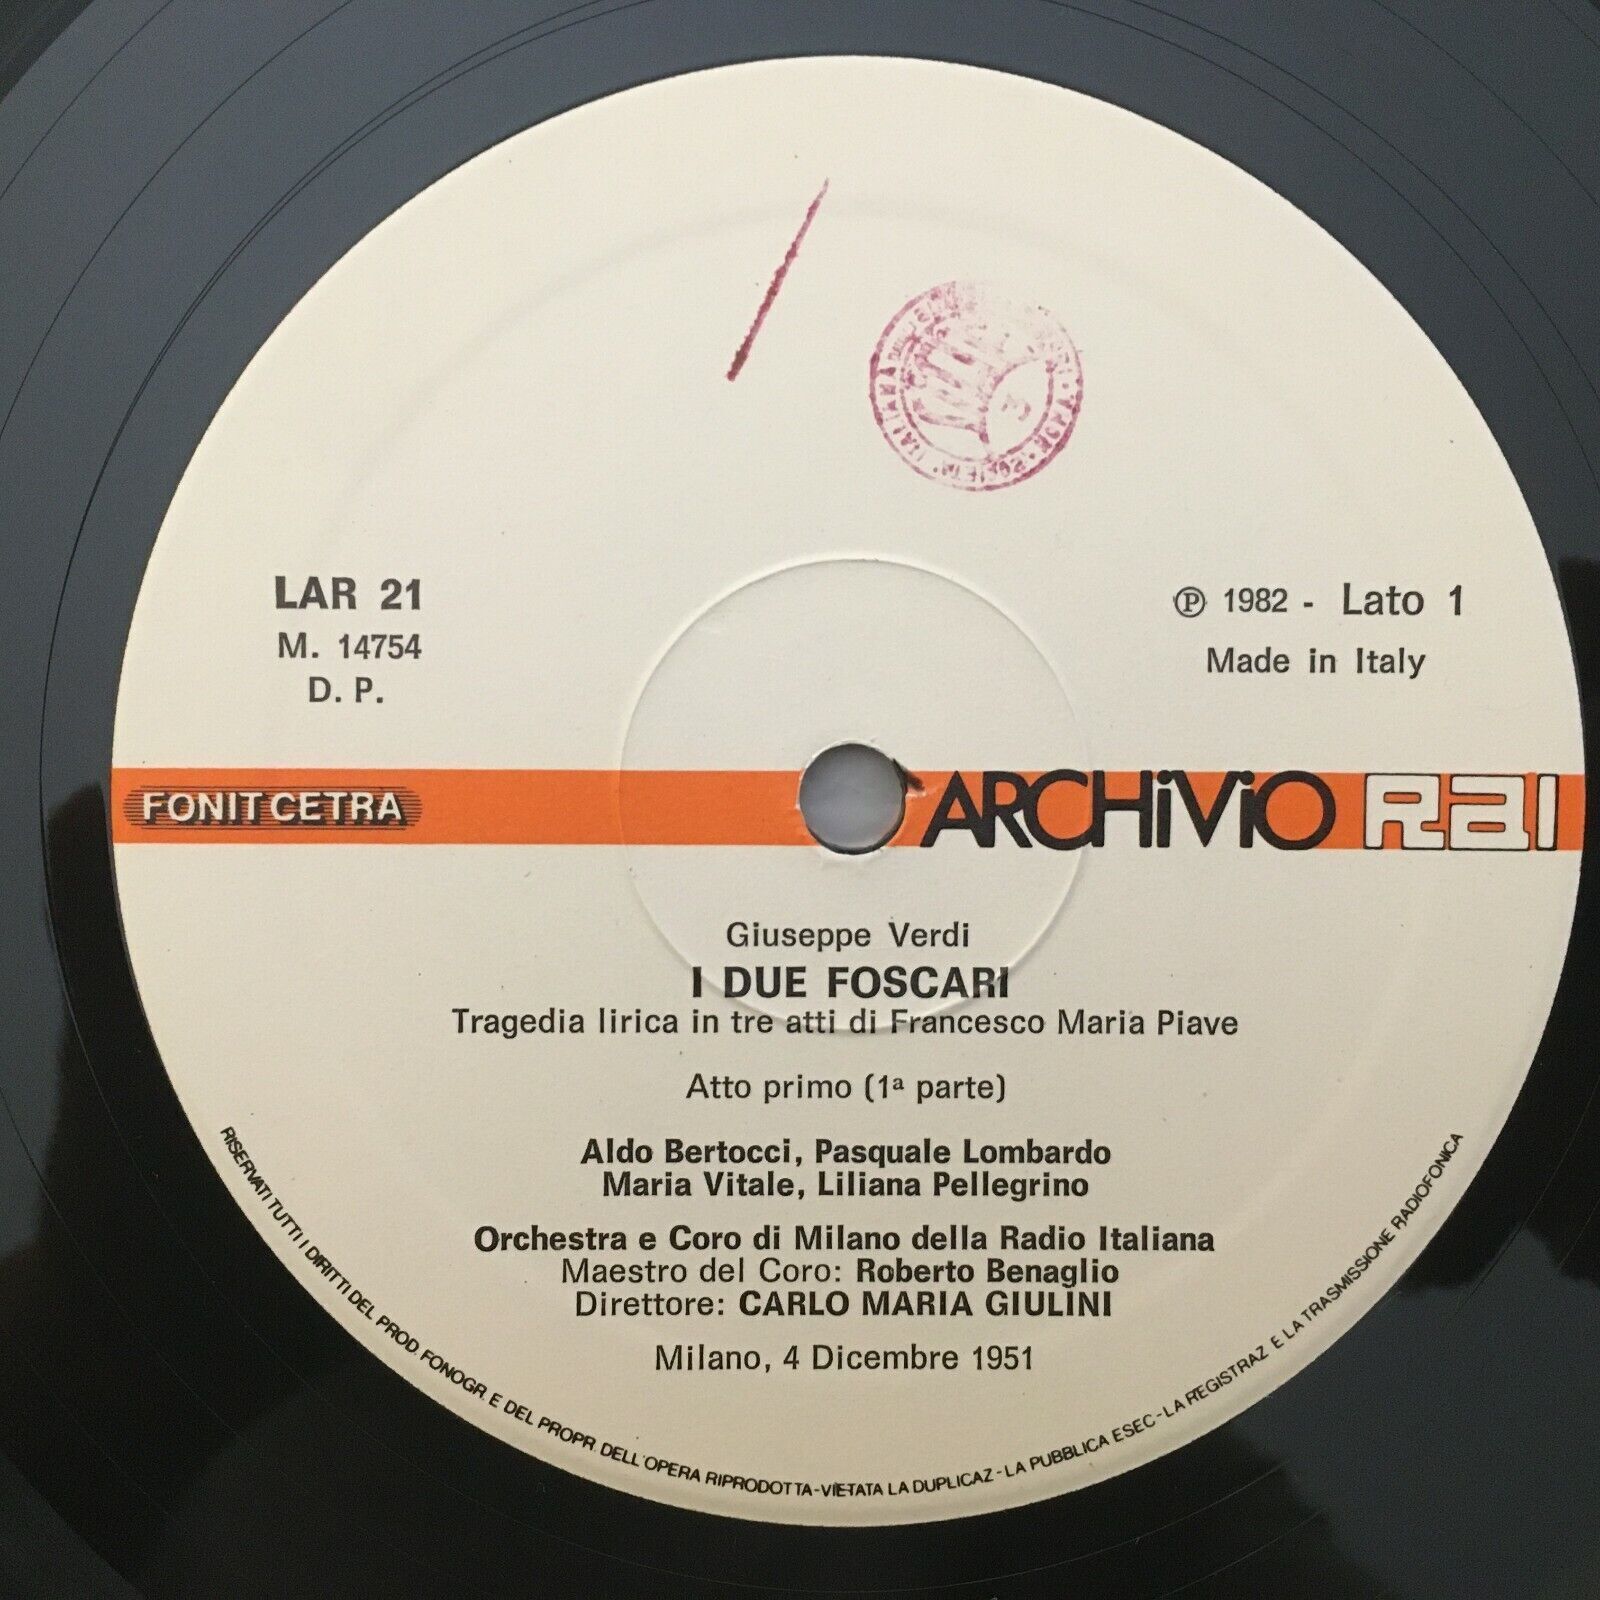 SOCIETA' ITALIANA
LAR 21
M. 14754
D. P.
Ⓟ 1982 - Lato 1
Made in Italy
FONIT CETRA
ARCHiViO RAI
Giuseppe Verdi
I DUE FOSCARI
Tragedia lirica in tre atti di Francesco Maria Piave
Atto primo (1ª parte)
Aldo Bertocci, Pasquale Lombardo
Maria Vitale, Liliana Pellegrino
Orchestra e Coro di Milano della Radio Italiana
Maestro del Coro: Roberto Benaglio
Direttore: CARLO MARIA GIULINI
Milano, 4 Dicembre 1951
RISERVATI TUTTI I DIRITTI DEL PROD. FONOGR. E DEL PROPR. DELL'OPERA RIPRODOTTA-VIETATA LA DUPLICAZ-LA PUBBLICA ESEC-LA REGISTRAZ E LA TRASMISSIONE RADIOFONICA